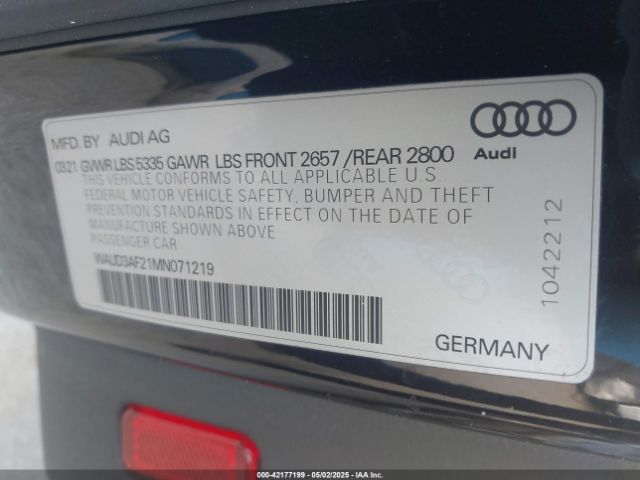 MFD. BY AUDI AG
03.21 GVWR LBS 5335 GAWR LBS FRONT 2657 /REAR 2800
THIS VEHICLE CONFORMS TO ALL APPLICABLE U.S.
FEDERAL MOTOR VEHICLE SAFETY, BUMPER AND THEFT
PREVENTION STANDARDS IN EFFECT ON THE DATE OF
MANUFACTURE SHOWN ABOVE
PASSENGER CAR
WAUD3AF21MN071219
Audi
1042212
GERMANY
000-42177199 - 05/02/2025 - IAA Inc.